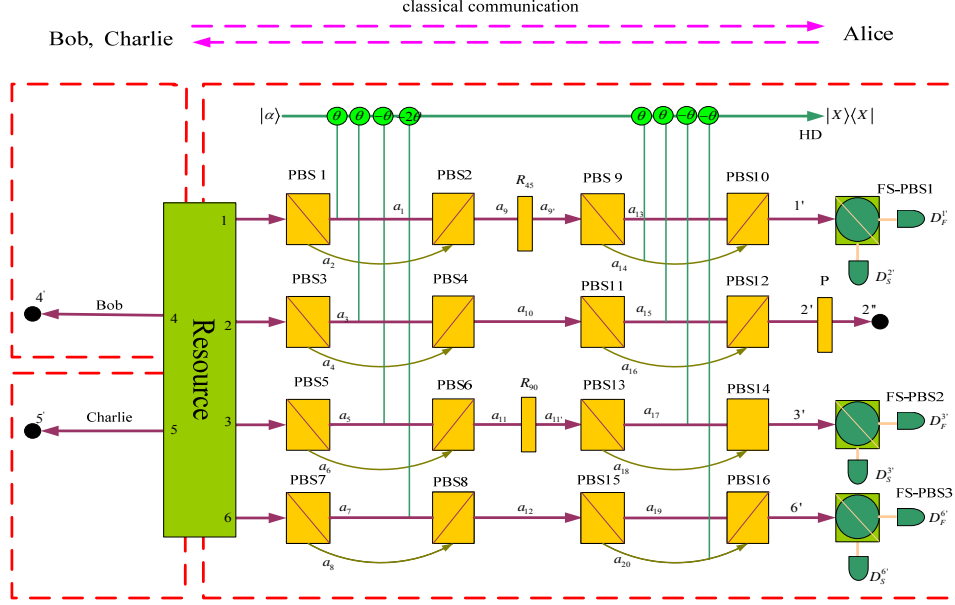 classical communication
Bob, Charlie
Alice
|α⟩
θ
θ
-θ
-2θ
θ
θ
-θ
-θ
|X⟩⟨X|
HD
PBS 1
PBS2
R45
PBS 9
PBS10
FS-PBS1
1
a1
a9
a9'
a13
1'
D_F^1'
a2
a14
D_S^2'
PBS3
PBS4
PBS11
PBS12
P
4'
Bob
4
2
a3
a10
a15
2'
2''
a4
a16
Resource
PBS5
PBS6
R90
PBS13
PBS14
FS-PBS2
5'
Charlie
5
3
a5
a11
a11'
a17
3'
D_F^3'
a6
a18
D_S^3'
PBS7
PBS8
PBS15
PBS16
FS-PBS3
6
a7
a12
a19
6'
D_F^6'
a8
a20
D_S^6'